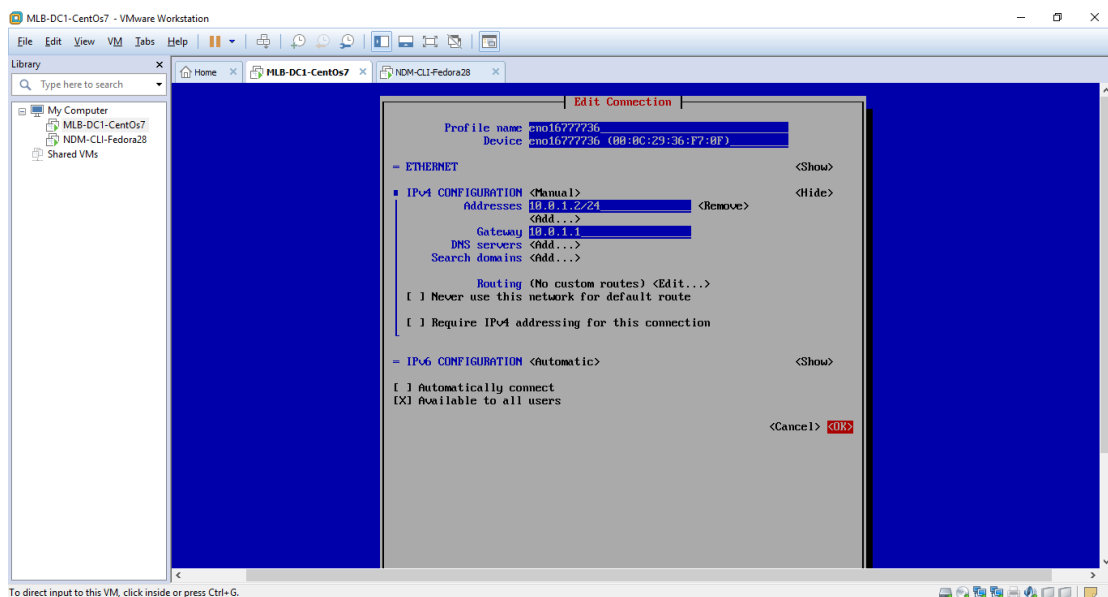 MLB-DC1-CentOs7 - VMware Workstation
File Edit View VM Tabs Help
Library
Type here to search
My Computer
MLB-DC1-CentOs7
NDM-CLI-Fedora28
Shared VMs
Home MLB-DC1-CentOs7 NDM-CLI-Fedora28
Edit Connection
Profile name eno16777736
Device eno16777736 (00:0C:29:36:F7:0F)
= ETHERNET <Show>
IPv4 CONFIGURATION <Manual> <Hide>
Addresses 10.0.1.2/24 <Remove>
<Add...>
Gateway 10.0.1.1
DNS servers <Add...>
Search domains <Add...>
Routing (No custom routes) <Edit...>
[ ] Never use this network for default route
[ ] Require IPv4 addressing for this connection
= IPv6 CONFIGURATION <Automatic> <Show>
[ ] Automatically connect
[X] Available to all users
<Cancel> <OK>
To direct input to this VM, click inside or press Ctrl+G.